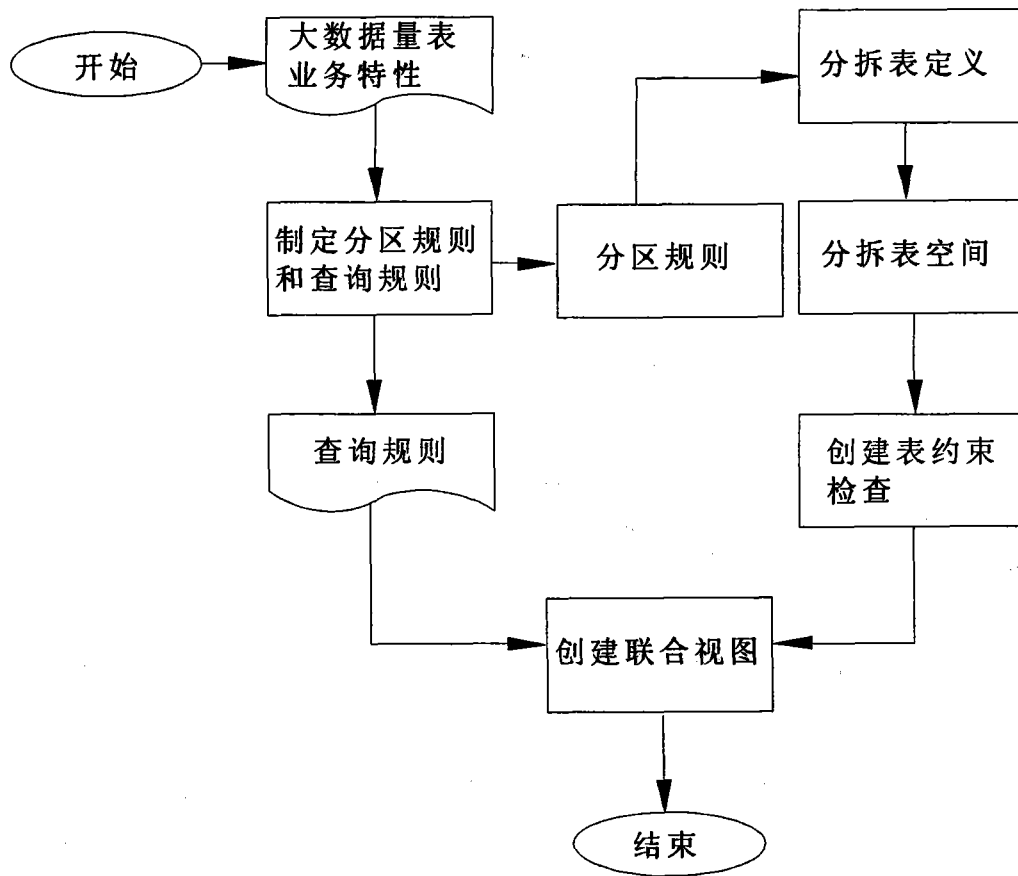 开始
大数据量表
业务特性
分拆表定义
制定分区规则
和查询规则
分区规则
分拆表空间
查询规则
创建表约束
检查
创建联合视图
结束